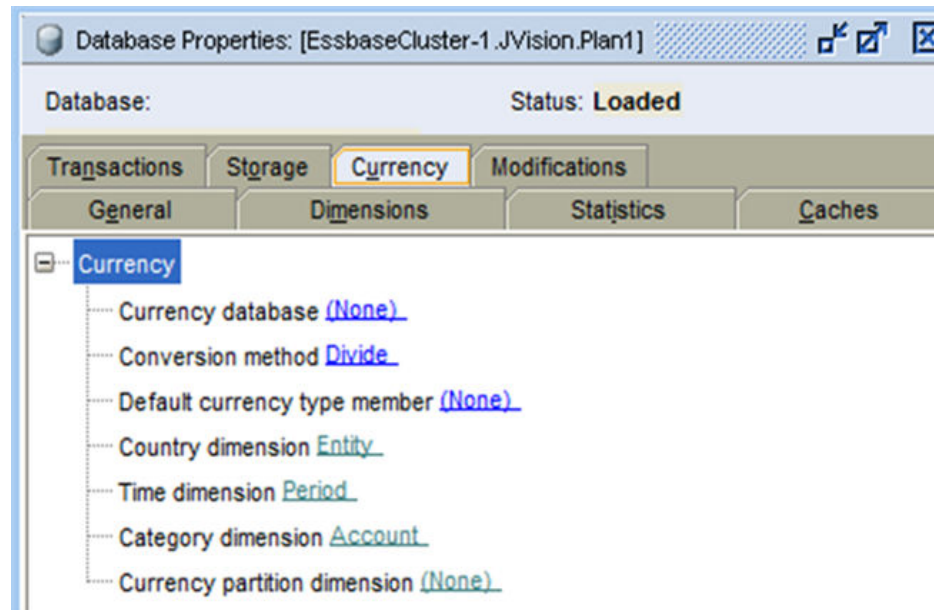 Database Properties: [EssbaseCluster-1.JVision.Plan1]
Database: Status: Loaded
Transactions Storage Currency Modifications
General Dimensions Statistics Caches
Currency
Currency database (None)
Conversion method Divide
Default currency type member (None)
Country dimension Entity
Time dimension Period
Category dimension Account
Currency partition dimension (None)